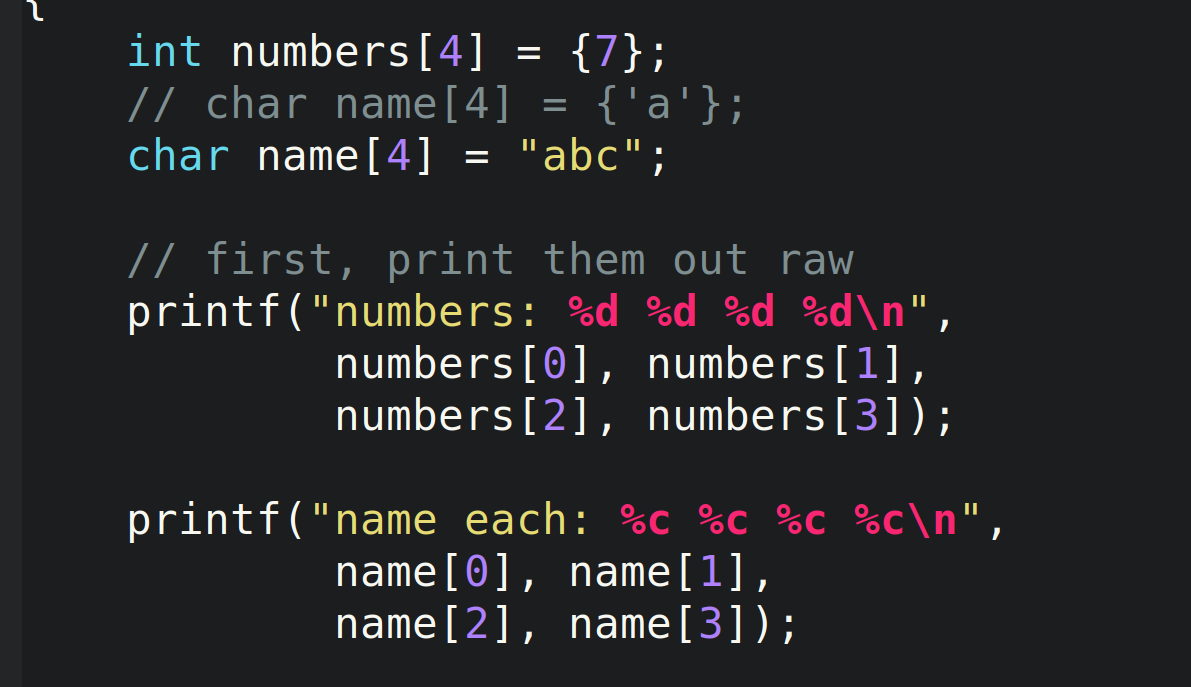 {
    int numbers[4] = {7};
    // char name[4] = {'a'};
    char name[4] = "abc";

    // first, print them out raw
    printf("numbers: %d %d %d %d\n",
            numbers[0], numbers[1],
            numbers[2], numbers[3]);

    printf("name each: %c %c %c %c\n",
            name[0], name[1],
            name[2], name[3]);